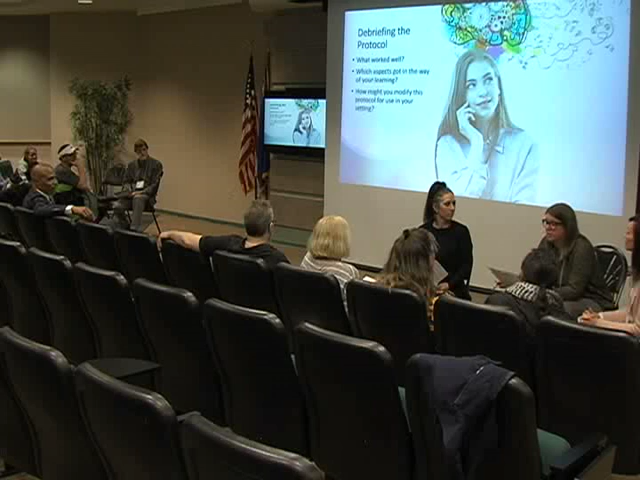 Debriefing the
Protocol
• What worked well?
• Which aspects got in the way
of your learning?
• How might you modify this
protocol for use in your
setting?